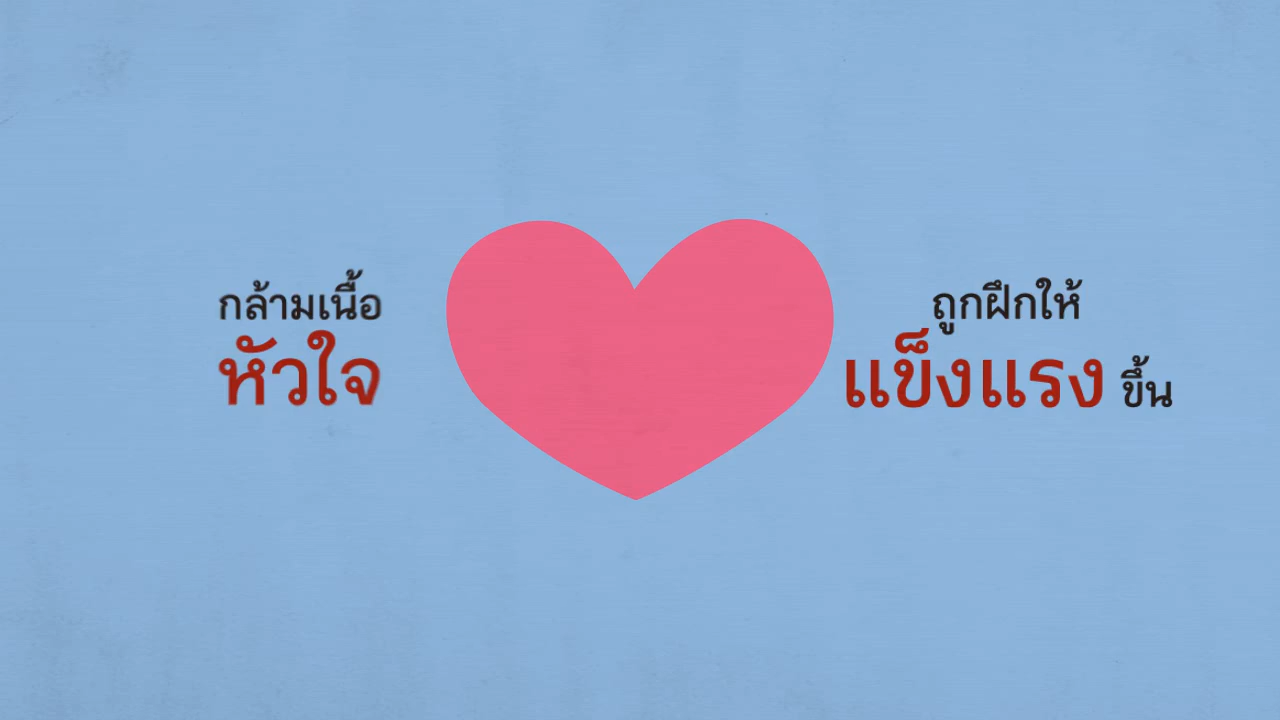 กล้ามเนื้อ
หัวใจ
ถูกฝึกให้
แข็งแรง ขึ้น